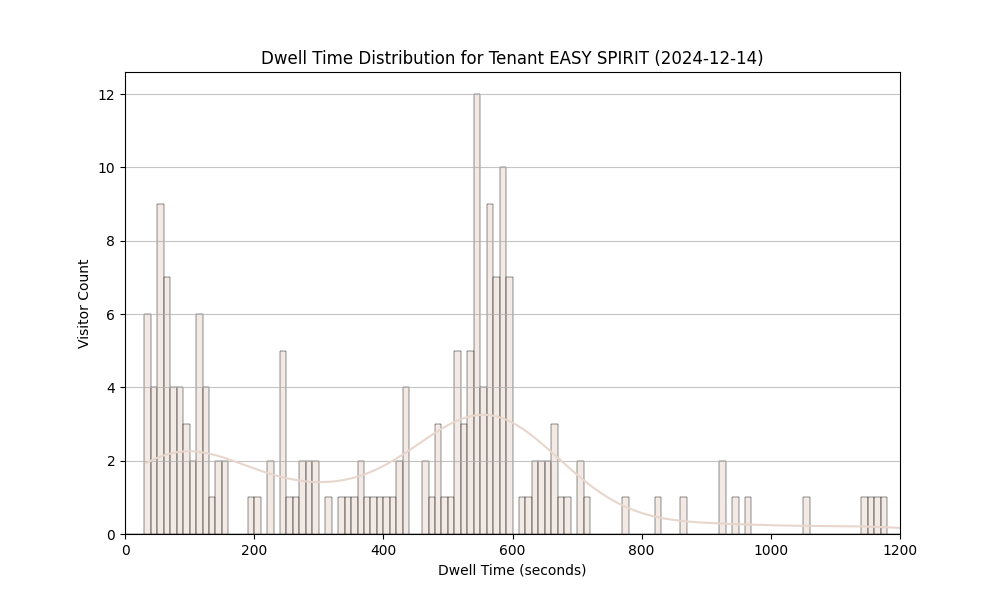 Dwell Time Distribution for Tenant EASY SPIRIT (2024-12-14)
Visitor Count
12
10
8
6
4
2
0
0 200 400 600 800 1000 1200
Dwell Time (seconds)